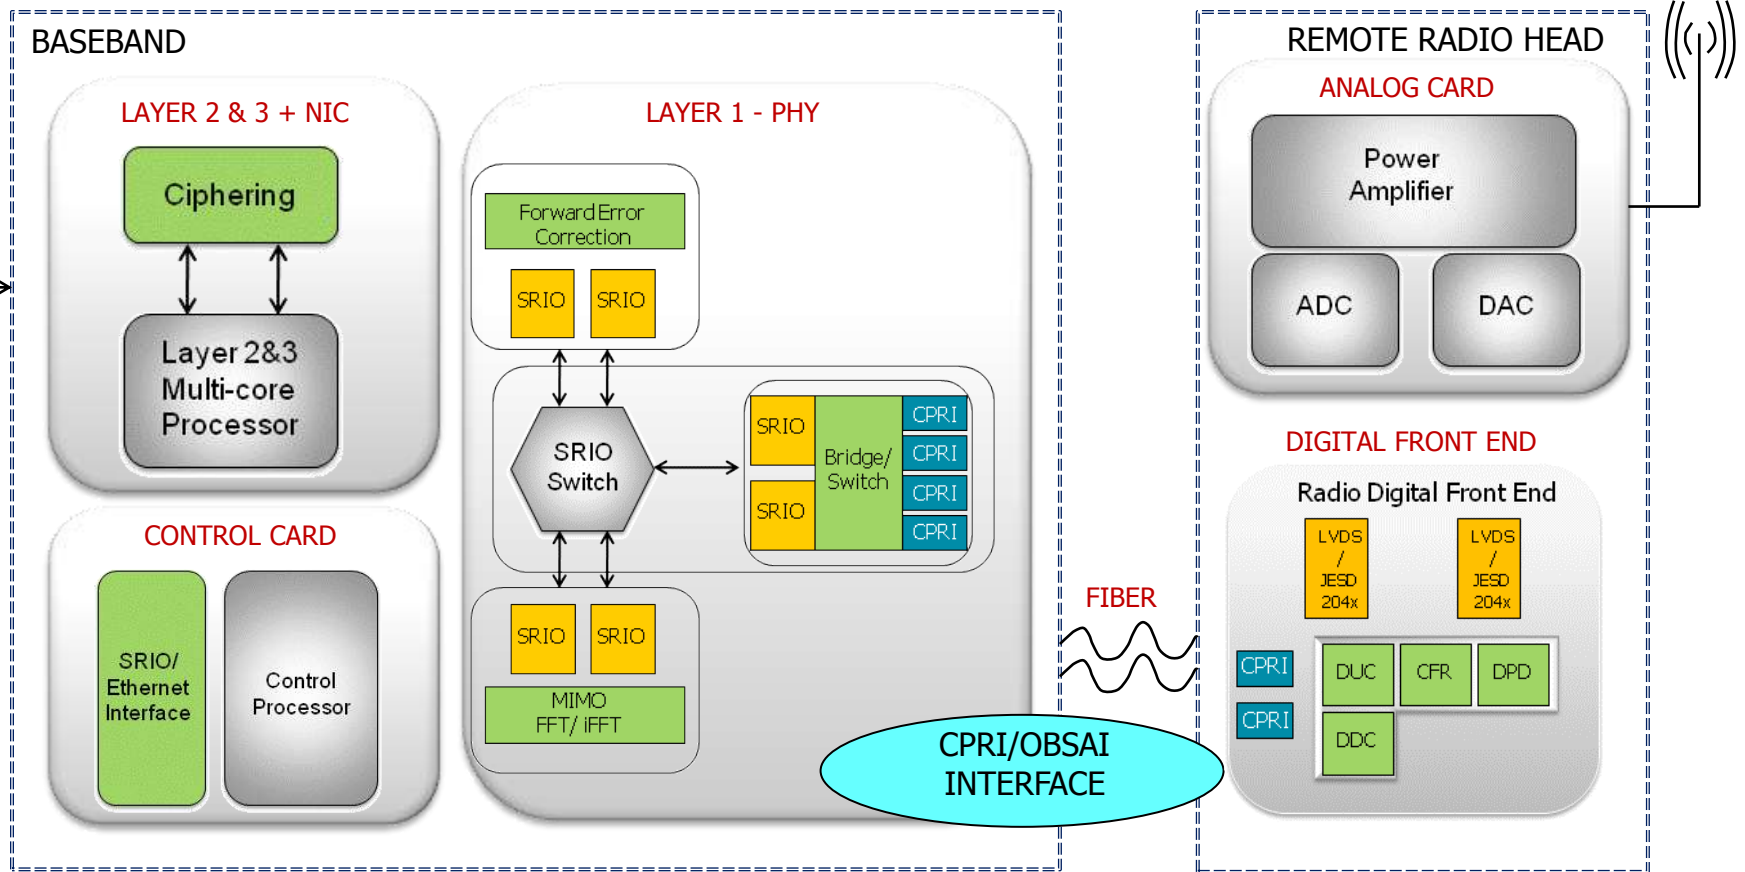 BASEBAND
LAYER 2 & 3 + NIC
Ciphering
Layer 2&3
Multi-core
Processor
CONTROL CARD
SRIO/
Ethernet
Interface
Control
Processor
LAYER 1 - PHY
Forward Error
Correction
SRIO
SRIO
SRIO
Switch
SRIO
SRIO
Bridge/
Switch
CPRI
CPRI
CPRI
CPRI
SRIO
SRIO
MIMO
FFT/ iFFT
FIBER
CPRI/OBSAI
INTERFACE
REMOTE RADIO HEAD
ANALOG CARD
Power
Amplifier
ADC
DAC
DIGITAL FRONT END
Radio Digital Front End
LVDS
/
JESD
204x
LVDS
/
JESD
204x
CPRI
CPRI
DUC
CFR
DPD
DDC